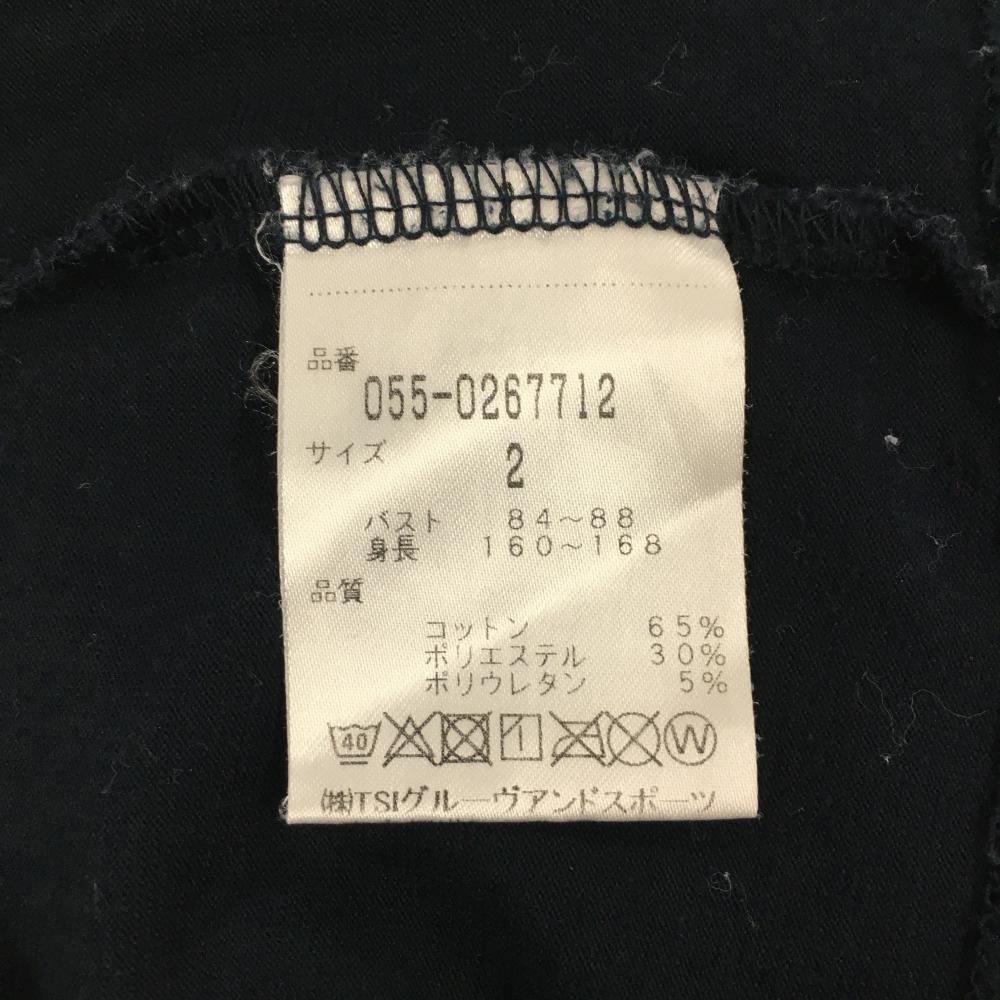 品番
055-0267712
サイズ
2
バスト 84～88
身長 160～168
品質
コットン 65%
ポリエステル 30%
ポリウレタン 5%
40 W
㈱TSIグルーヴアンドスポーツ